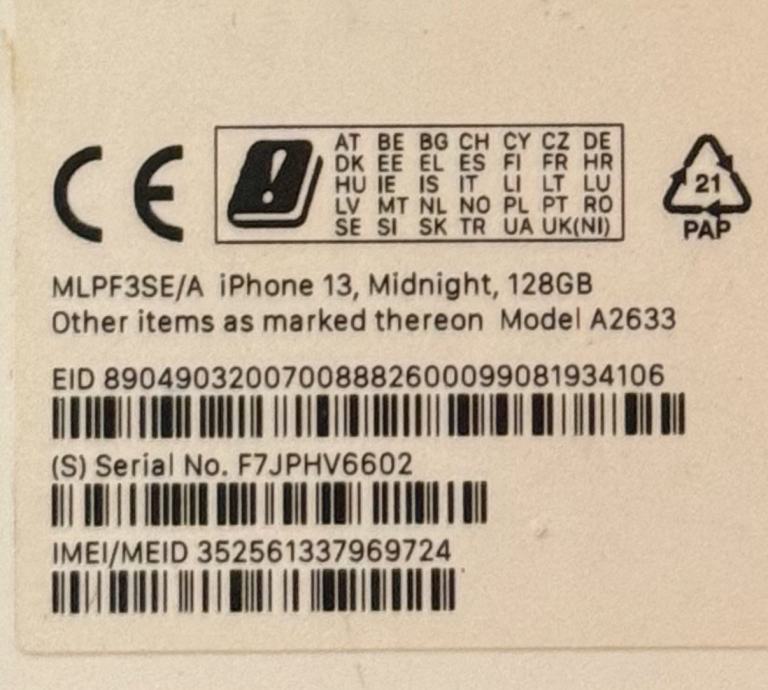 CE
AT BE BG CH CY CZ DE
DK EE EL ES FI FR HR
HU IE IS IT LI LT LU
LV MT NL NO PL PT RO
SE SI SK TR UA UK(NI)
21
PAP
MLPF3SE/A iPhone 13, Midnight, 128GB
Other items as marked thereon Model A2633
EID 89049032007008882600099081934106
(S) Serial No. F7JPHV6602
IMEI/MEID 352561337969724